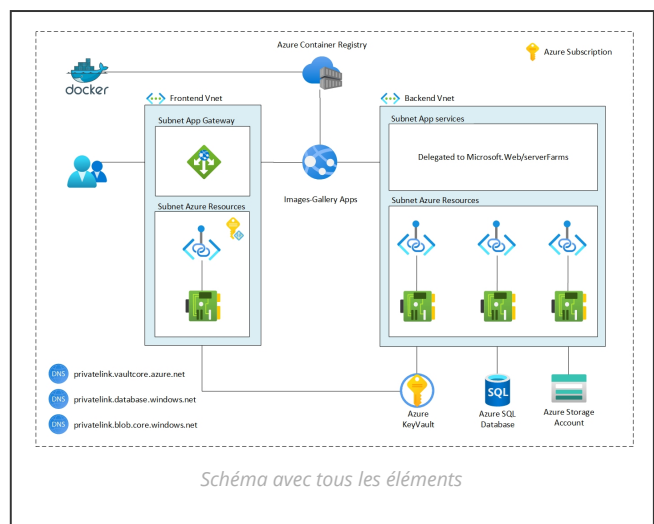 Azure Container Registry
Azure Subscription
docker
Frontend Vnet
Backend Vnet
Subnet App Gateway
Subnet App services
Delegated to Microsoft.Web/serverFarms
Images-Gallery Apps
Subnet Azure Resources
Subnet Azure Resources
DNS privatelink.vaultcore.azure.net
DNS privatelink.database.windows.net
DNS privatelink.blob.core.windows.net
SQL
Azure
KeyVault
Azure SQL
Database
Azure Storage
Account
Schéma avec tous les éléments